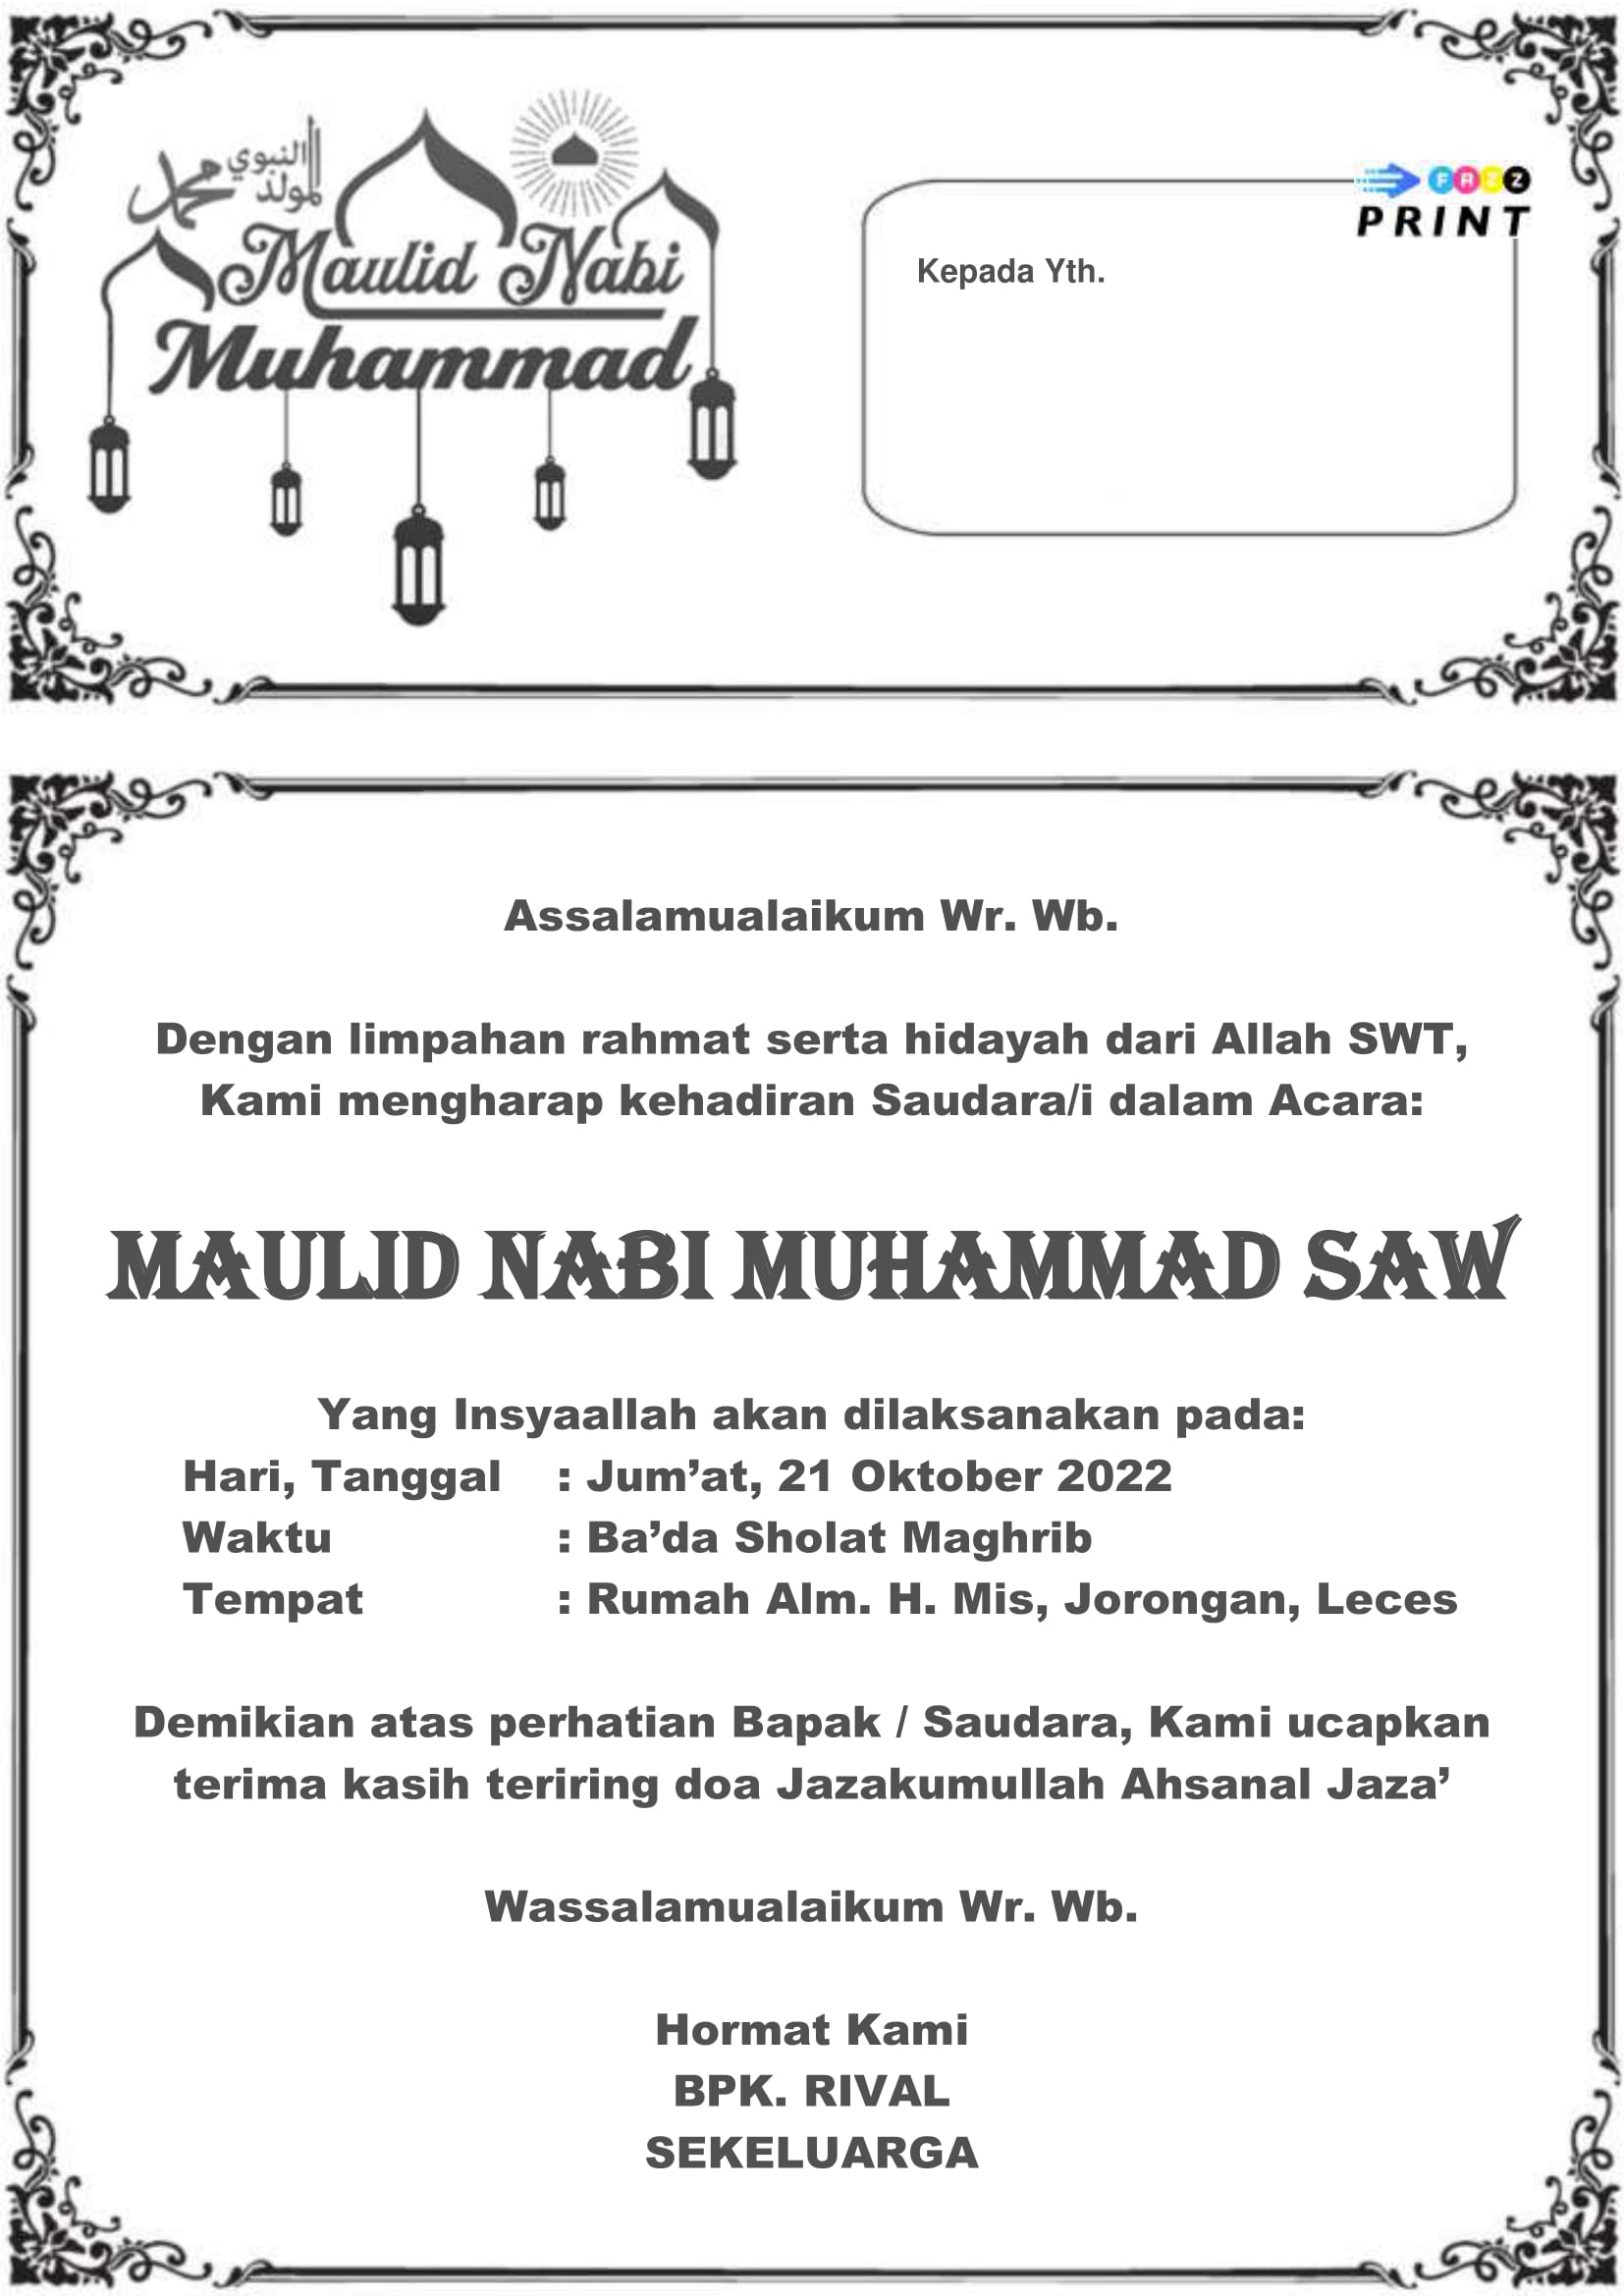 المولد النبوي
محمد
Maulid Nabi
Muhammad
FAZZ
PRINT
Kepada Yth.
Assalamualaikum Wr. Wb.
Dengan limpahan rahmat serta hidayah dari Allah SWT,
Kami mengharap kehadiran Saudara/i dalam Acara:
MAULID NABI MUHAMMAD SAW
Yang Insyaallah akan dilaksanakan pada:
Hari, Tanggal : Jum’at, 21 Oktober 2022
Waktu : Ba’da Sholat Maghrib
Tempat : Rumah Alm. H. Mis, Jorongan, Leces
Demikian atas perhatian Bapak / Saudara, Kami ucapkan
terima kasih teriring doa Jazakumullah Ahsanal Jaza’
Wassalamualaikum Wr. Wb.
Hormat Kami
BPK. RIVAL
SEKELUARGA